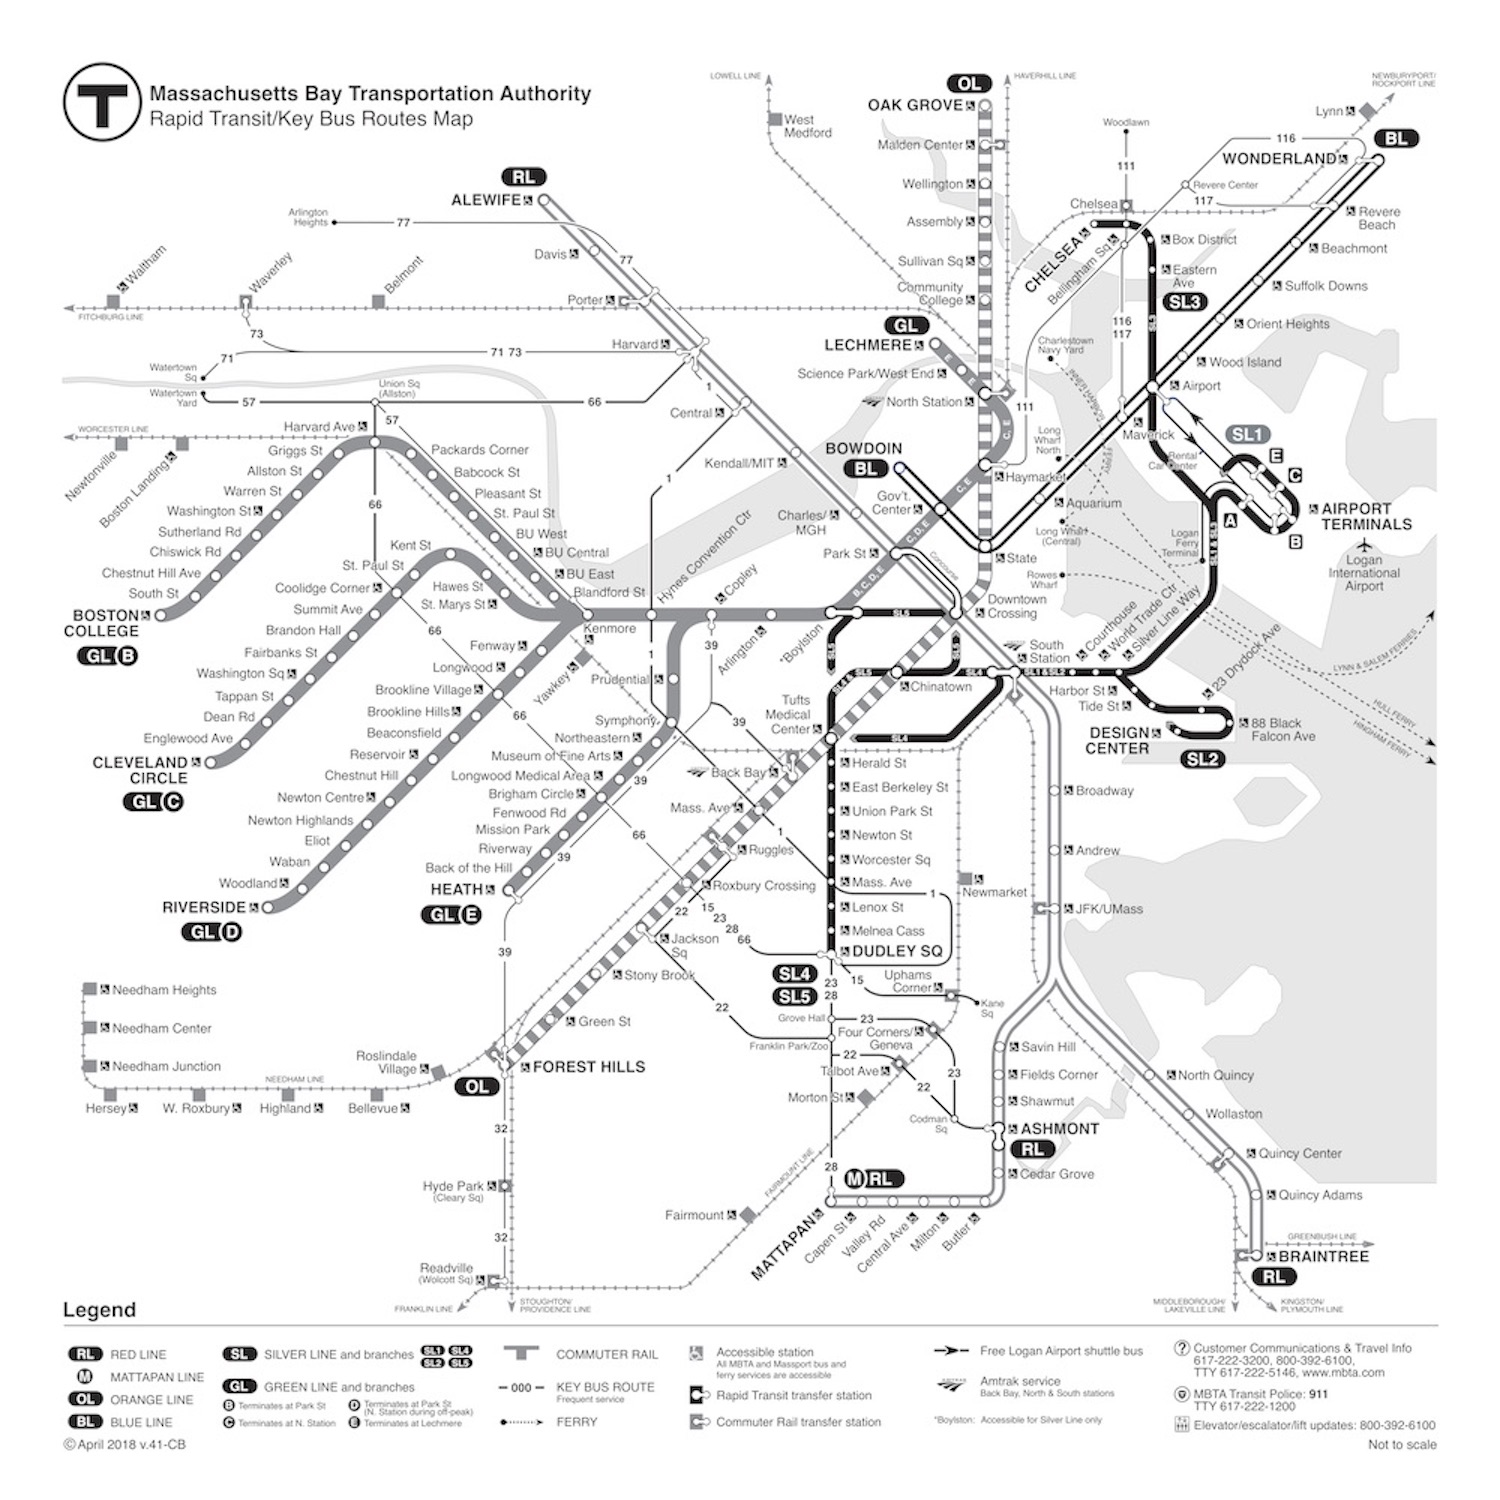 T
Massachusetts Bay Transportation Authority
Rapid Transit/Key Bus Routes Map
LOWELL LINE
OL
HAVERHILL LINE
NEWBURYPORT/
ROCKPORT LINE
OAK GROVE
West
Medford
Malden Center
Woodlawn
Lynn
116
BL
WONDERLAND
111
RL
ALEWIFE
Wellington
Revere Center
117
Chelsea
Revere
Beach
Arlington
Heights
77
Assembly
CHELSEA
Box District
Beachmont
Davis
77
Sullivan Sq
Bellingham Sq
Eastern
Ave
Waltham
Waverley
Belmont
Porter
Community
College
SL3
Suffolk Downs
FITCHBURG LINE
GL
LECHMERE
SL3
116
117
Orient Heights
73
71
71 73
Harvard
E
Charlestown
Navy Yard
Wood Island
Watertown
Sq
Science Park/West End
E
Watertown
Yard
57
Union Sq
(Allston)
66
1
North Station
111
INNER HARBOR
FERRY
Airport
WORCESTER LINE
Harvard Ave
57
Central
C, E
Long
Wharf
North
Maverick
SL1
Newtonville
Boston Landing
Griggs St
Packards Corner
BOWDOIN
BL
Rental
Car Center
E
C
Allston St
Babcock St
Kendall/MIT
Haymarket
Warren St
Pleasant St
1
C, E
Gov't.
Center
Aquarium
A
B
AIRPORT
TERMINALS
Washington St
66
St. Paul St
Charles/
MGH
Sutherland Rd
BU West
C, D, E
Long Wharf
(Central)
Logan
Ferry
Terminal
SL1 & SL3
Chiswick Rd
Kent St
BU Central
Park St
State
Logan
International
Airport
Chestnut Hill Ave
St. Paul St
BU East
Hynes Convention Ctr
Copley
B, C, D, E
Concourse
Rowes
Wharf
South St
Coolidge Corner
Hawes St
Blandford St
Downtown
Crossing
BOSTON
COLLEGE
GL B
Summit Ave
St. Marys St
Kenmore
SL5
Courthouse
World Trade Ctr
Silver Line Way
Brandon Hall
66
Fenway
Yawkey
1
39
Arlington
*Boylston
SL5
SL5
South
Station
23 Drydock Ave
LYNN & SALEM FERRIES
Fairbanks St
Longwood
Prudential
SL4 &
SL5
SL4
SL1 & SL2
Washington Sq
Brookline Village
Chinatown
Harbor St
Tappan St
Brookline Hills
66
Symphony
39
Tufts
Medical
Center
Tide St
88 Black
Falcon Ave
HULL FERRY
HINGHAM FERRY
Dean Rd
Beaconsfield
Northeastern
SL4
DESIGN
CENTER
SL2
Englewood Ave
Reservoir
Museum of Fine Arts
Herald St
CLEVELAND
CIRCLE
GL C
Chestnut Hill
Longwood Medical Area
39
Back Bay
East Berkeley St
Broadway
Newton Centre
Brigham Circle
Mass. Ave
Union Park St
Newton Highlands
Fenwood Rd
Newton St
Eliot
Mission Park
66
1
Ruggles
Worcester Sq
Andrew
Waban
Riverway
39
Roxbury Crossing
Mass. Ave
1
Newmarket
Woodland
Back of the Hill
22
15
23
28
66
Lenox St
JFK/UMass
RIVERSIDE
GL D
HEATH
GL E
Jackson
Sq
Melnea Cass
39
Stony Brook
DUDLEY SQ
SL4
SL5
23
28
15
Uphams
Corner
Kane
Sq
Needham Heights
22
Green St
Grove Hall
23
Four Corners/
Geneva
Needham Center
Franklin Park/Zoo
22
Savin Hill
Needham Junction
Roslindale
Village
FOREST HILLS
OL
Talbot Ave
22
23
Fields Corner
North Quincy
NEEDHAM LINE
Morton St
Shawmut
Wollaston
Hersey
W. Roxbury
Highland
Bellevue
Codman
Sq
ASHMONT
RL
32
FAIRMOUNT LINE
28
M RL
Cedar Grove
Quincy Center
Hyde Park
(Cleary Sq)
Fairmount
MATTAPAN
Capen St
Valley Rd
Central Ave
Milton
Butler
Quincy Adams
32
GREENBUSH LINE
Readville
(Wolcott Sq)
BRAINTREE
RL
FRANKLIN LINE
STOUGHTON/
PROVIDENCE LINE
MIDDLEBOROUGH/
LAKEVILLE LINE
KINGSTON/
PLYMOUTH LINE
Legend
RL RED LINE
M MATTAPAN LINE
OL ORANGE LINE
BL BLUE LINE
SL SILVER LINE and branches SL1 SL4 SL2 SL5
GL GREEN LINE and branches
B Terminates at Park St
C Terminates at N. Station
D Terminates at Park St
(N. Station during off-peak)
E Terminates at Lechmere
COMMUTER RAIL
000 KEY BUS ROUTE
Frequent service
FERRY
Accessible station
All MBTA and Massport bus and
ferry services are accessible
Rapid Transit transfer station
Commuter Rail transfer station
Free Logan Airport shuttle bus
AMTRAK
Amtrak service
Back Bay, North & South stations
*Boylston: Accessible for Silver Line only
? Customer Communications & Travel Info
617-222-3200, 800-392-6100,
TTY 617-222-5146, www.mbta.com
MBTA Transit Police: 911
TTY 617-222-1200
Elevator/escalator/lift updates: 800-392-6100
© April 2018 v.41-CB
Not to scale